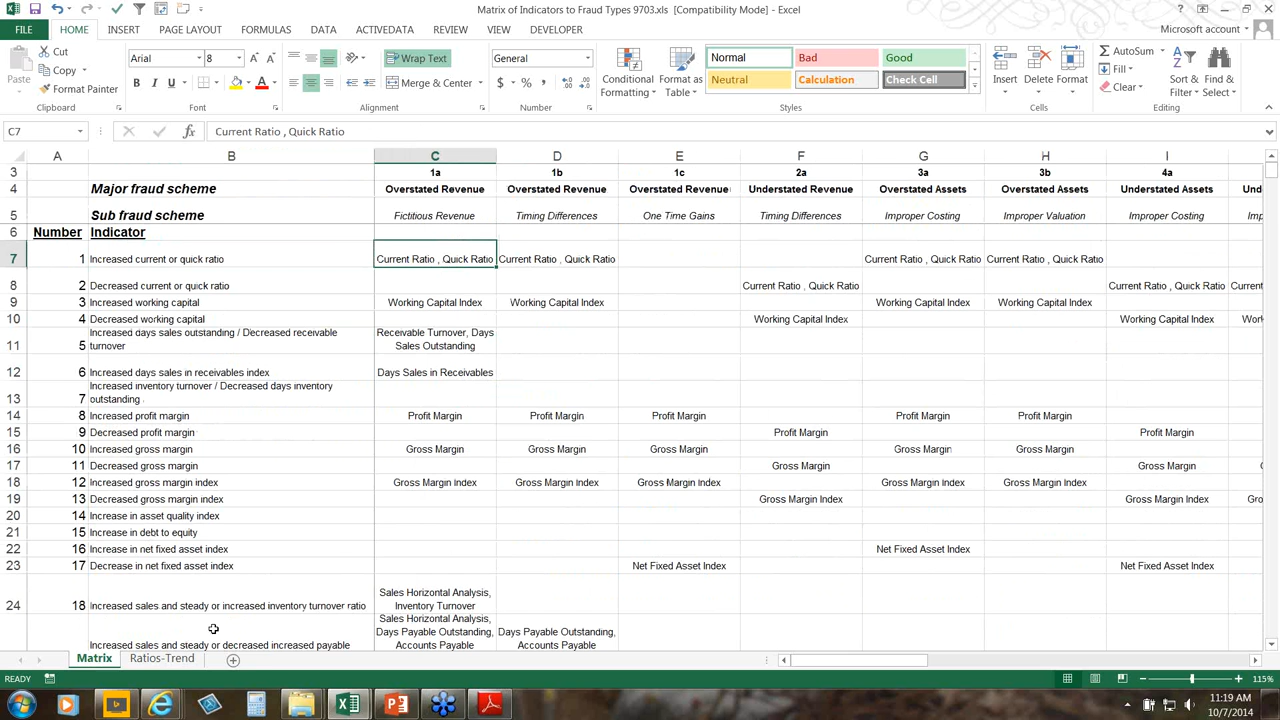 Matrix of Indicators to Fraud Types 9703.xls [Compatibility Mode] - Excel
FILE HOME INSERT PAGE LAYOUT FORMULAS DATA ACTIVEDATA REVIEW VIEW DEVELOPER Microsoft account
Paste Cut Copy Format Painter
Arial 8
B I U
Wrap Text
Merge & Center
General
$ % ,
Conditional Formatting
Format as Table
Normal Bad Good
Neutral Calculation Check Cell
Insert Delete Format
AutoSum Fill Clear
Sort & Filter
Find & Select
Clipboard Font Alignment Number Styles Cells Editing
C7 fx Current Ratio , Quick Ratio
A B C D E F G H I
3 1a 1b 1c 2a 3a 3b 4a
4 Major fraud scheme Overstated Revenue Overstated Revenue Overstated Revenue Understated Revenue Overstated Assets Overstated Assets Understated Assets Und
5 Sub fraud scheme Fictitious Revenue Timing Differences One Time Gains Timing Differences Improper Costing Improper Valuation Improper Costing Imp
6 Number Indicator
7 1 Increased current or quick ratio Current Ratio , Quick Ratio Current Ratio , Quick Ratio Current Ratio , Quick Ratio Current Ratio , Quick Ratio
8 2 Decreased current or quick ratio Current Ratio , Quick Ratio Current Ratio , Quick Ratio Curren
9 3 Increased working capital Working Capital Index Working Capital Index Working Capital Index Working Capital Index
10 4 Decreased working capital Working Capital Index Working Capital Index Wor
11 5 Increased days sales outstanding / Decreased receivable turnover Receivable Turnover, Days Sales Outstanding
12 6 Increased days sales in receivables index Days Sales in Receivables
13 7 Increased inventory turnover / Decreased days inventory outstanding
14 8 Increased profit margin Profit Margin Profit Margin Profit Margin Profit Margin Profit Margin
15 9 Decreased profit margin Profit Margin Profit Margin
16 10 Increased gross margin Gross Margin Gross Margin Gross Margin Gross Margin Gross Margin
17 11 Decreased gross margin Gross Margin Gross Margin G
18 12 Increased gross margin index Gross Margin Index Gross Margin Index Gross Margin Index Gross Margin Index Gross Margin Index
19 13 Decreased gross margin index Gross Margin Index Gross Margin Index Gro
20 14 Increase in asset quality index
21 15 Increase in debt to equity
22 16 Increase in net fixed asset index Net Fixed Asset Index
23 17 Decrease in net fixed asset index Net Fixed Asset Index Net Fixed Asset Index
24 18 Increased sales and steady or increased inventory turnover ratio Sales Horizontal Analysis, Inventory Turnover
Increased sales and steady or decreased increased payable Sales Horizontal Analysis, Days Payable Outstanding, Accounts Payable Days Payable Outstanding, Accounts Payable
Matrix Ratios-Trend
READY 115%
11:19 AM
10/7/2014